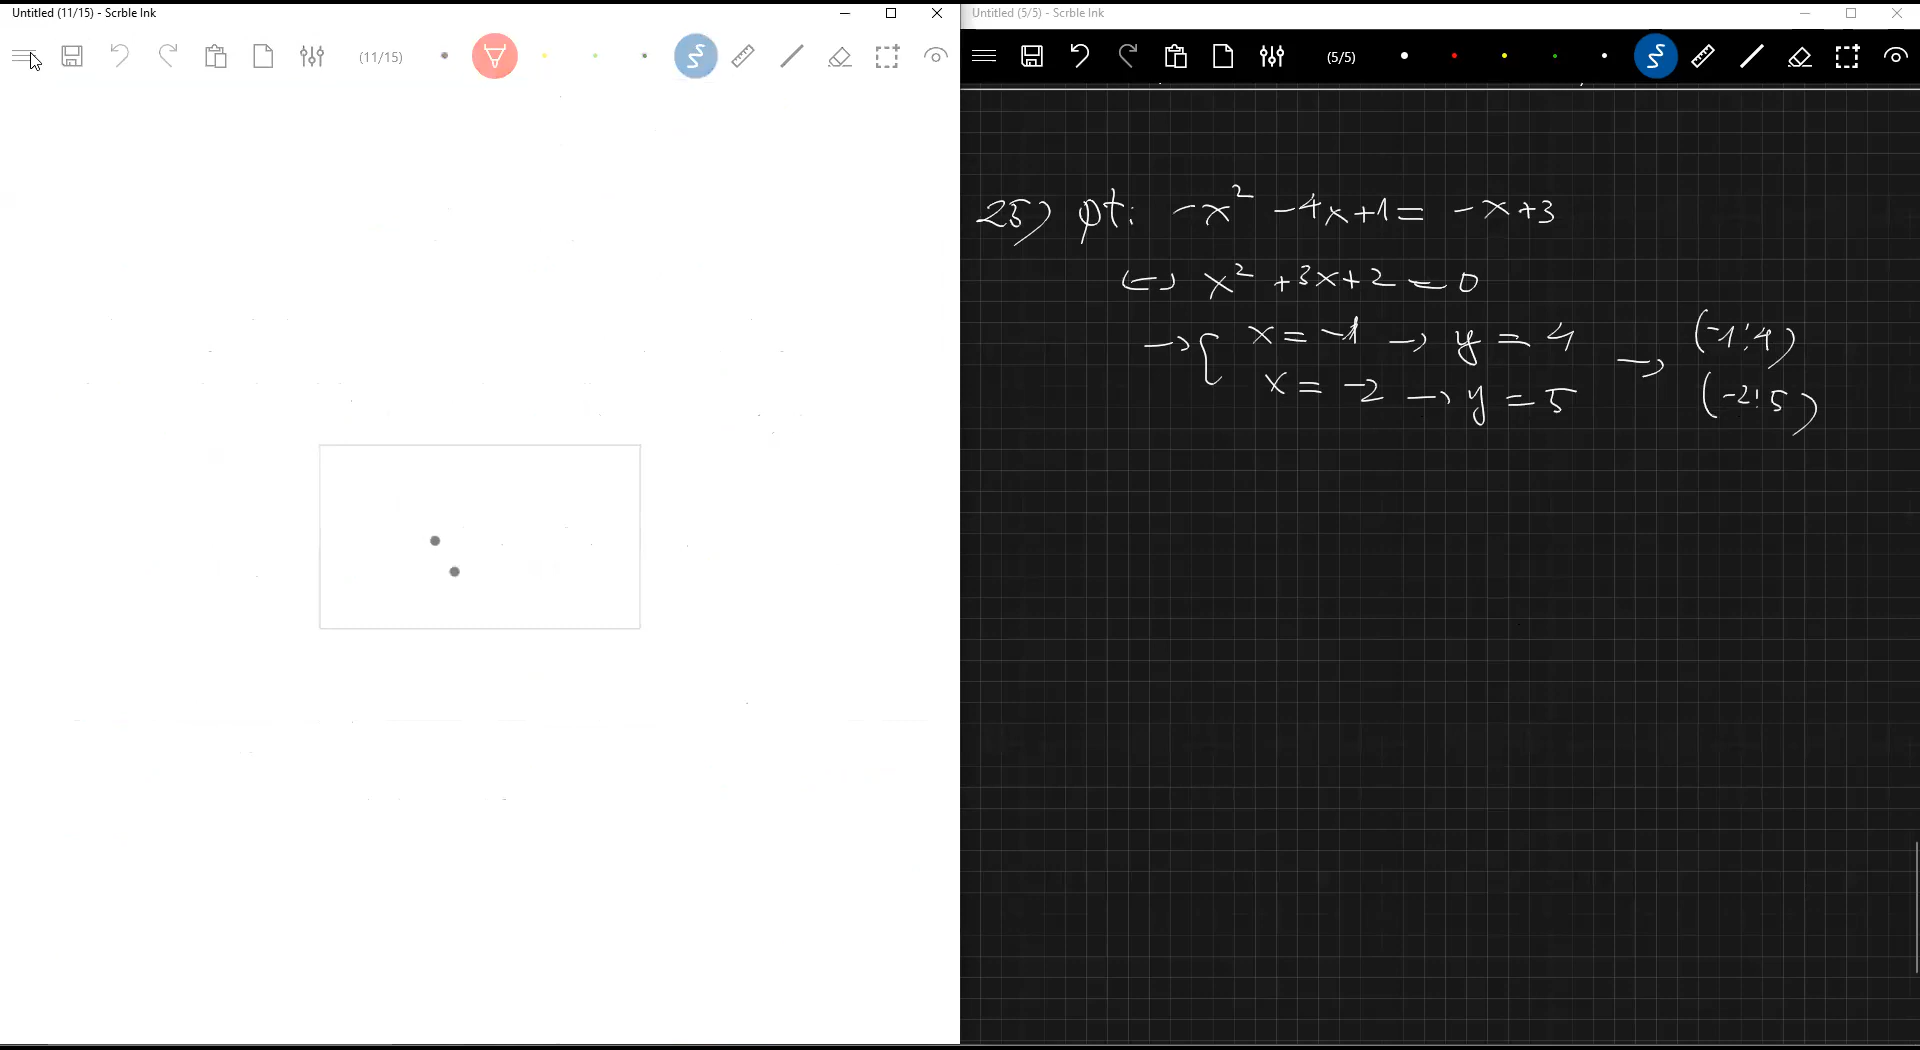 Untitled (11/15) - Scrble Ink
(11/15)
Untitled (5/5) - Scrble Ink
(5/5)
25) pt: -x² -4x+1 = -x+3
<-> x² +3x+2 = 0
→ { x = -1 → y = 4
x = -2 → y = 5
→ (-1;4)
(-2;5)